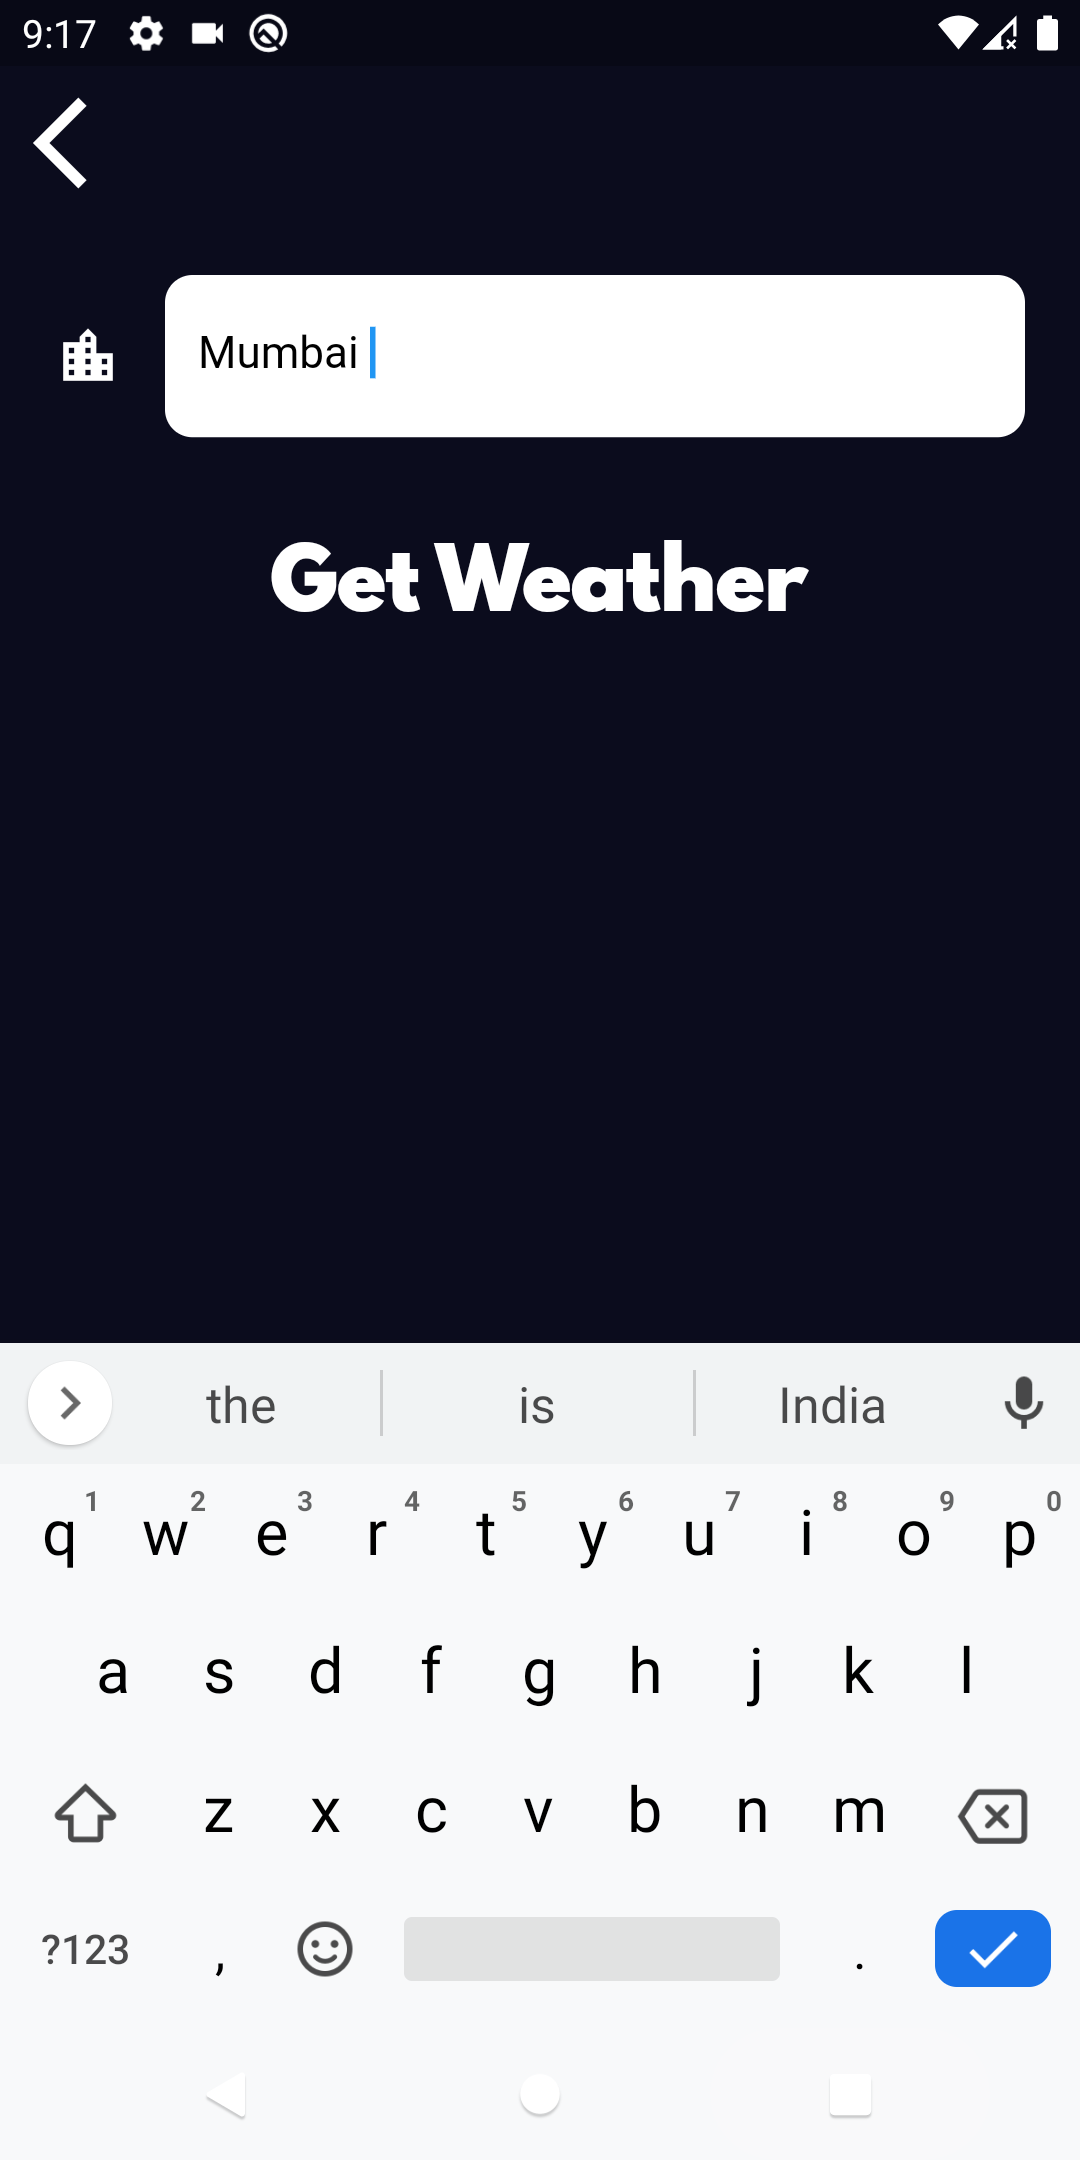 9:17
Mumbai
Get Weather
the is India
1 2 3 4 5 6 7 8 9 0
q w e r t y u i o p
a s d f g h j k l
z x c v b n m
?123 , .